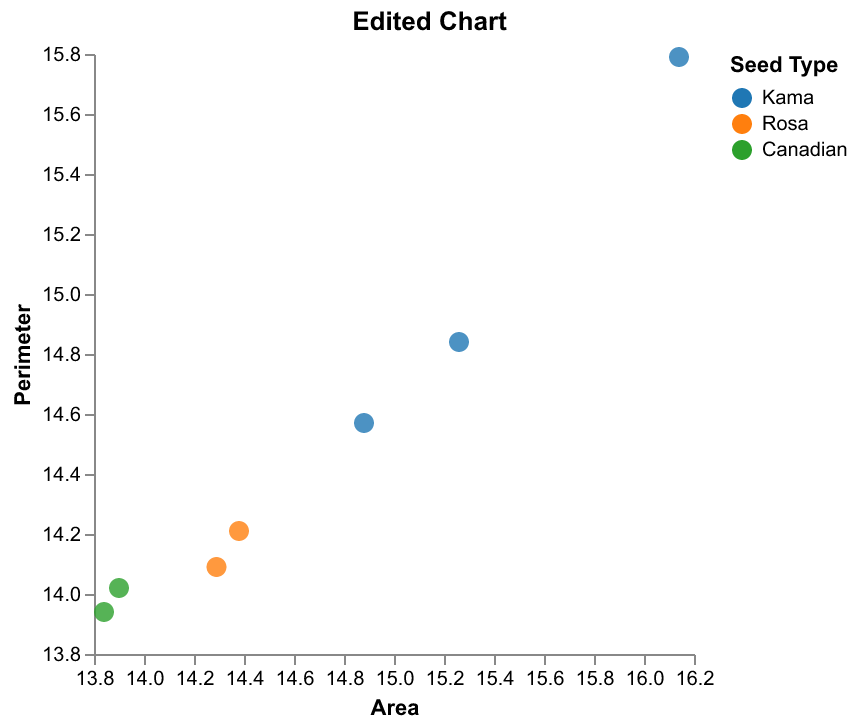 Edited Chart
15.8
15.6
15.4
15.2
15.0
14.8
14.6
14.4
14.2
14.0
13.8
Perimeter
13.8 14.0 14.2 14.4 14.6 14.8 15.0 15.2 15.4 15.6 15.8 16.0 16.2
Area
Seed Type
Kama
Rosa
Canadian